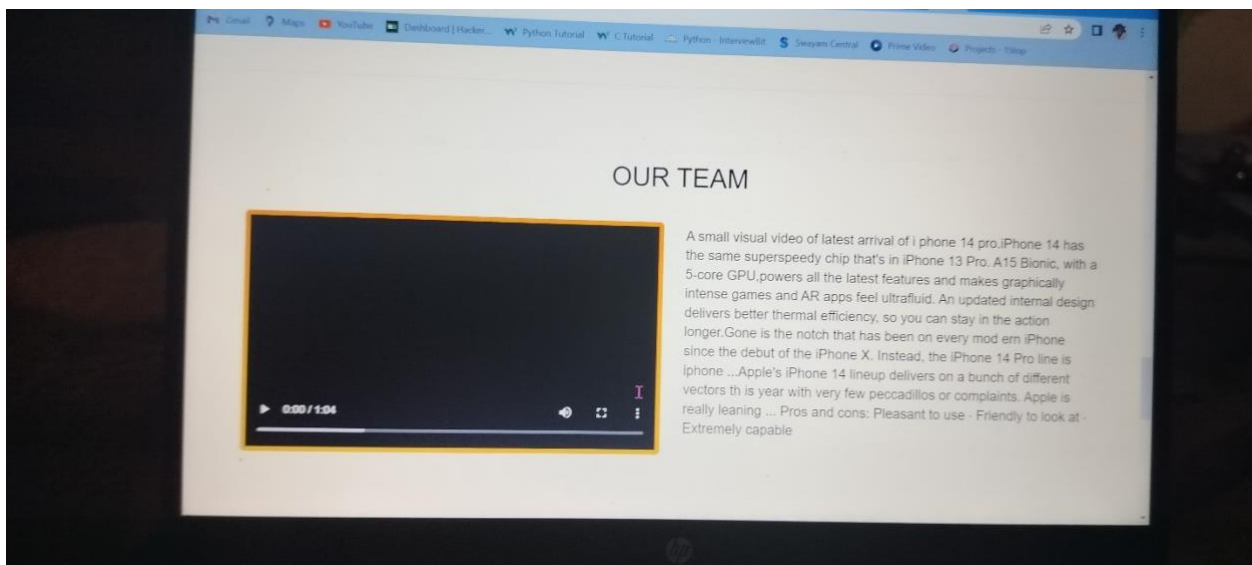 Gmail Maps YouTube Dashboard | Hacker... Python Tutorial C Tutorial Python - InterviewBit Swayam Central Prime Video Projects -
OUR TEAM
A small visual video of latest arrival of i phone 14 pro.iPhone 14 has
the same superspeedy chip that's in iPhone 13 Pro. A15 Bionic, with a
5-core GPU,powers all the latest features and makes graphically
intense games and AR apps feel ultrafluid. An updated internal design
delivers better thermal efficiency, so you can stay in the action
longer.Gone is the notch that has been on every mod ern iPhone
since the debut of the iPhone X. Instead, the iPhone 14 Pro line is
iphone ...Apple's iPhone 14 lineup delivers on a bunch of different
vectors th is year with very few peccadillos or complaints. Apple is
really leaning ... Pros and cons: Pleasant to use - Friendly to look at -
Extremely capable
0:00 / 1:04
hp